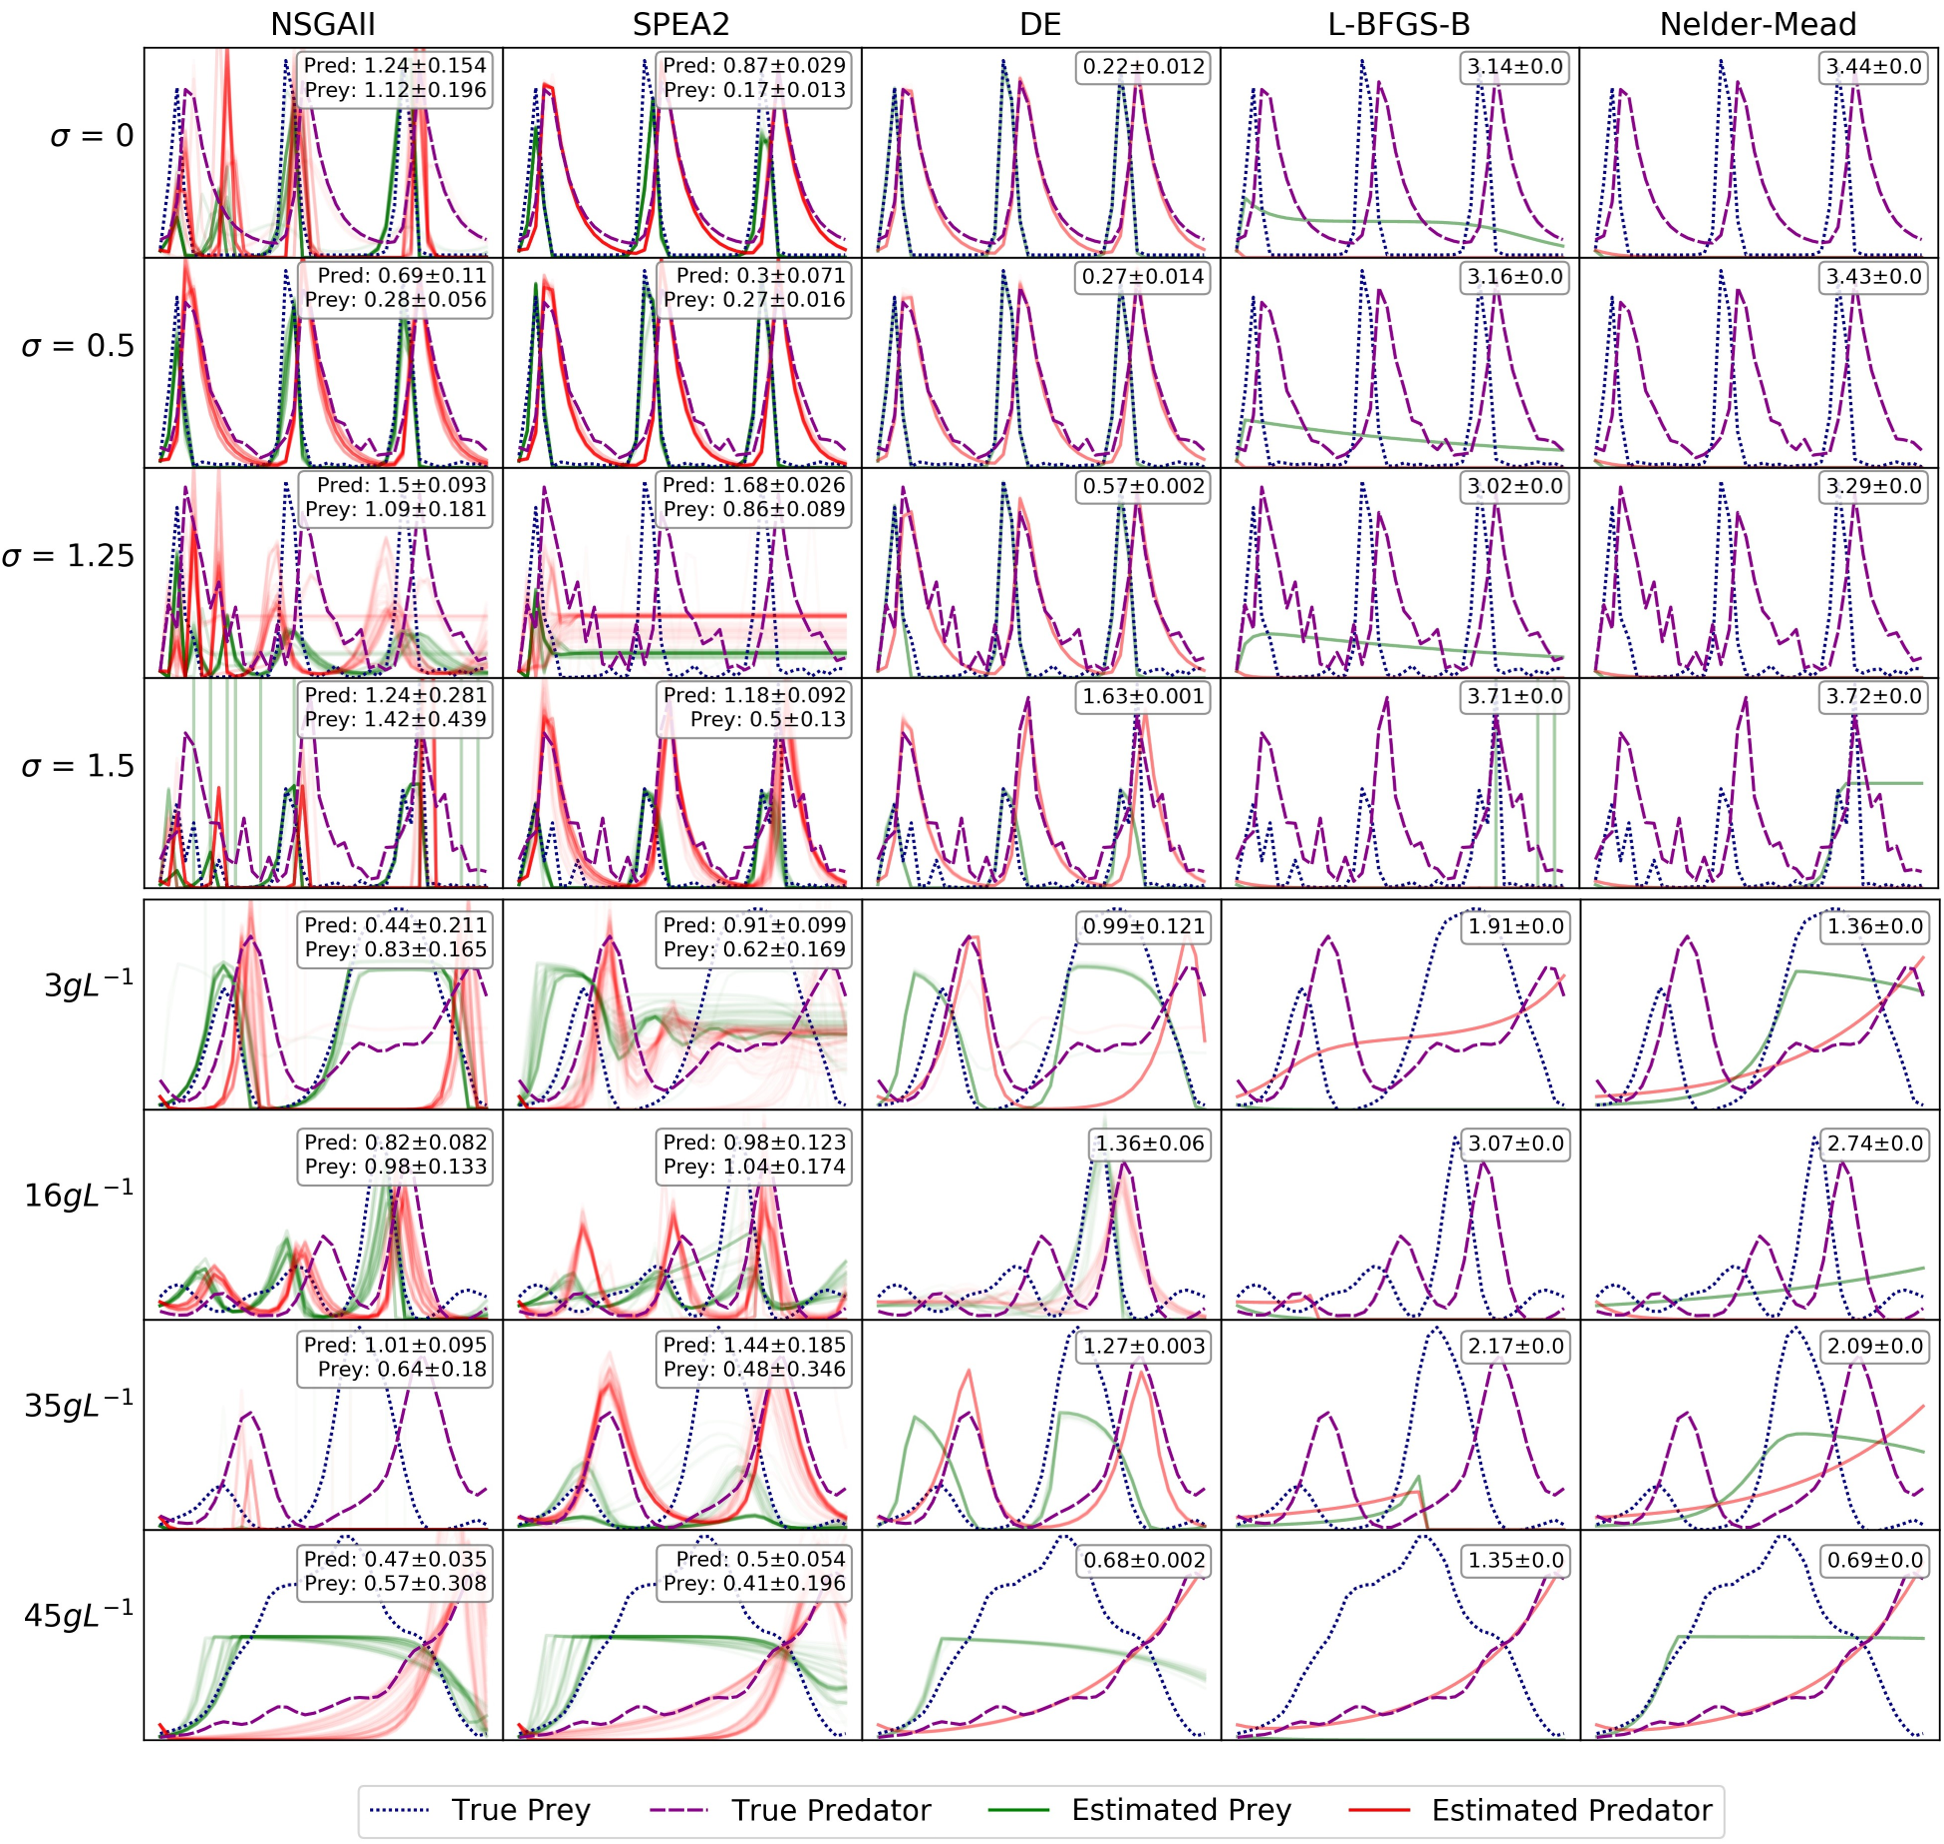 NSGAII SPEA2 DE L-BFGS-B Nelder-Mead
σ = 0
Pred: 1.24±0.154
Prey: 1.12±0.196
Pred: 0.87±0.029
Prey: 0.17±0.013
0.22±0.012
3.14±0.0
3.44±0.0
σ = 0.5
Pred: 0.69±0.11
Prey: 0.28±0.056
Pred: 0.3±0.071
Prey: 0.27±0.016
0.27±0.014
3.16±0.0
3.43±0.0
σ = 1.25
Pred: 1.5±0.093
Prey: 1.09±0.181
Pred: 1.68±0.026
Prey: 0.86±0.089
0.57±0.002
3.02±0.0
3.29±0.0
σ = 1.5
Pred: 1.24±0.281
Prey: 1.42±0.439
Pred: 1.18±0.092
Prey: 0.5±0.13
1.63±0.001
3.71±0.0
3.72±0.0
3gL⁻¹
Pred: 0.44±0.211
Prey: 0.83±0.165
Pred: 0.91±0.099
Prey: 0.62±0.169
0.99±0.121
1.91±0.0
1.36±0.0
16gL⁻¹
Pred: 0.82±0.082
Prey: 0.98±0.133
Pred: 0.98±0.123
Prey: 1.04±0.174
1.36±0.06
3.07±0.0
2.74±0.0
35gL⁻¹
Pred: 1.01±0.095
Prey: 0.64±0.18
Pred: 1.44±0.185
Prey: 0.48±0.346
1.27±0.003
2.17±0.0
2.09±0.0
45gL⁻¹
Pred: 0.47±0.035
Prey: 0.57±0.308
Pred: 0.5±0.054
Prey: 0.41±0.196
0.68±0.002
1.35±0.0
0.69±0.0
True Prey True Predator Estimated Prey Estimated Predator